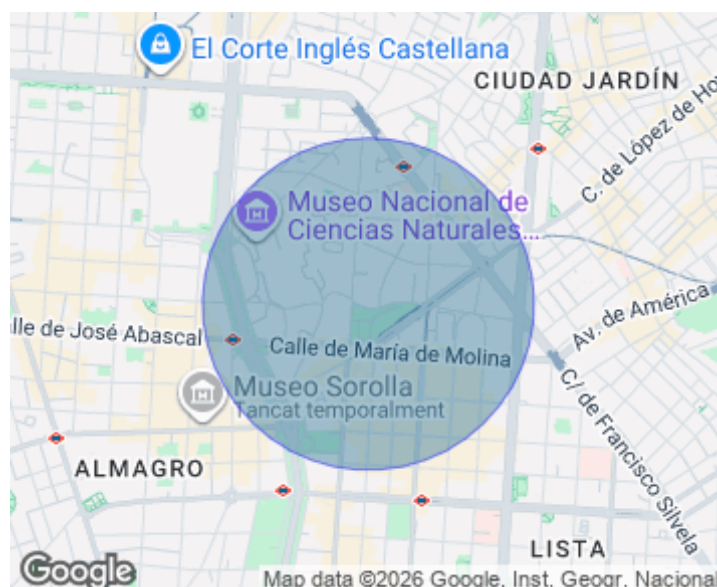 El Corte Inglés Castellana
CIUDAD JARDÍN
C. de López de Ho
Museo Nacional de
Ciencias Naturales...
Av. de América
alle de José Abascal
Calle de María de Molina
Museo Sorolla
Tancat temporalment
C/ de Francisco Silvela
ALMAGRO
LISTA
Google
Map data ©2026 Google, Inst. Geogr. Nacional